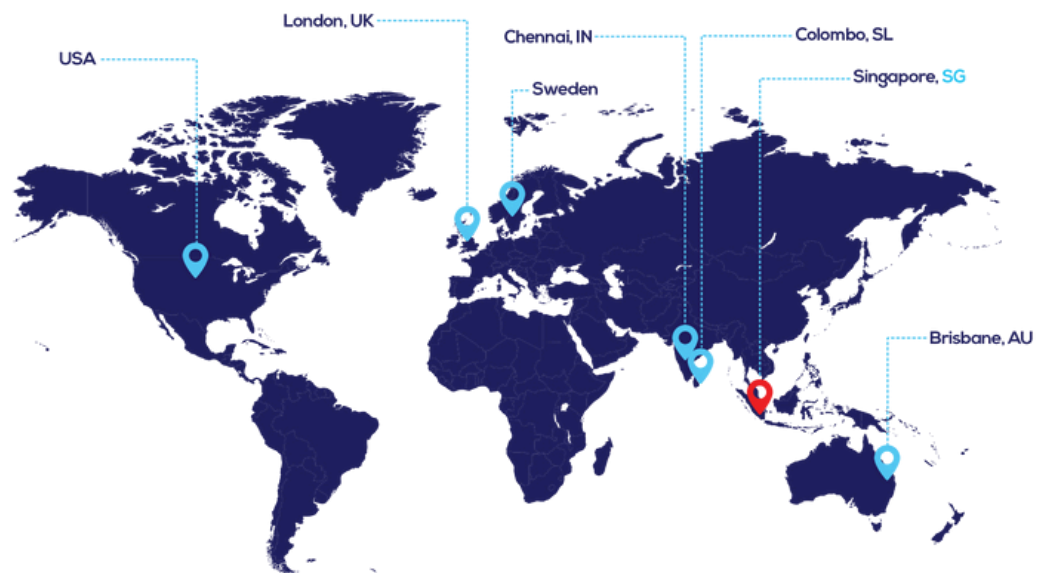 London, UK
Colombo, SL
Chennai, IN
USA
Singapore, SG
Sweden
Brisbane, AU